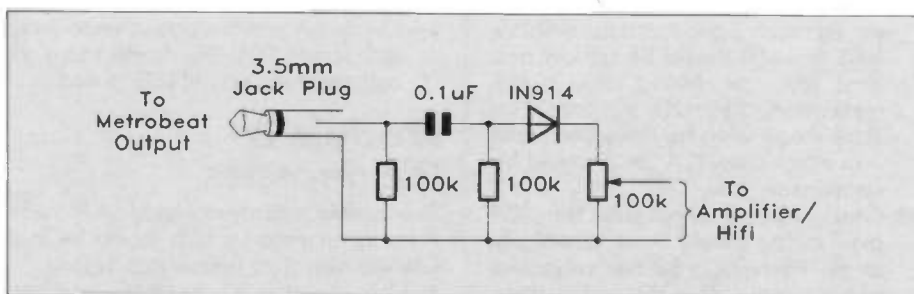 3.5mm
Jack Plug
To
Metrobeat
Output
0.1uF
IN914
100k
100k
100k
To
Amplifier/
Hifi